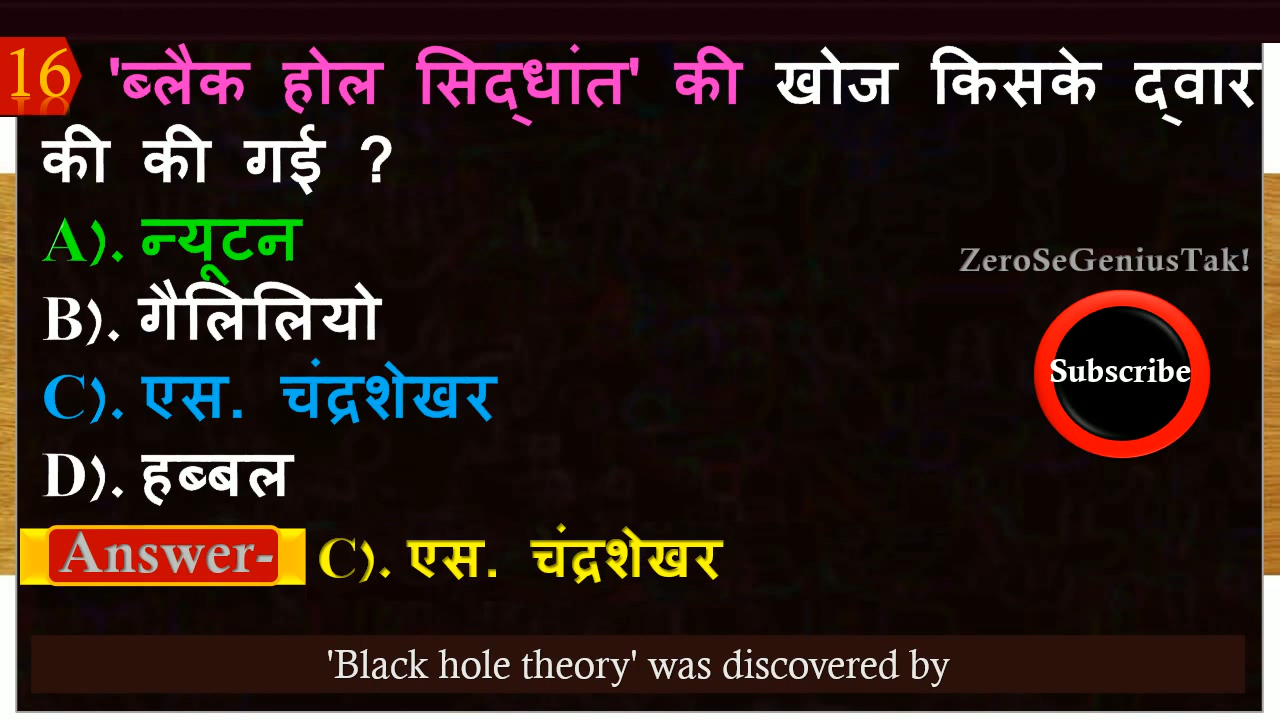 16 'ब्लैक होल सिद्धांत' की खोज किसके द्वार
की की गई ?
A). न्यूटन
ZeroSeGeniusTak!
B). गैलिलियो
Subscribe
C). एस. चंद्रशेखर
D). हब्बल
Answer- C). एस. चंद्रशेखर
'Black hole theory' was discovered by